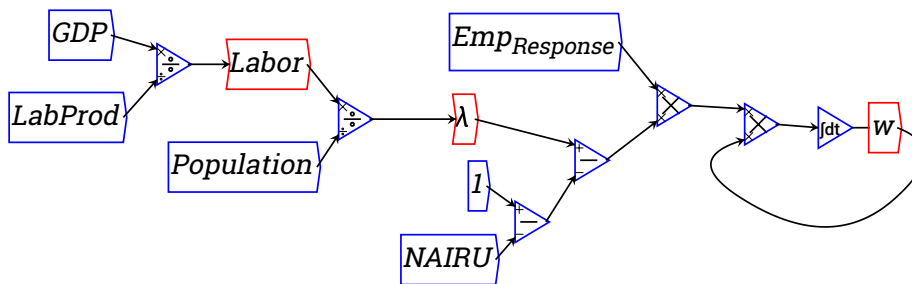 GDP
LabProd
÷
Labor
Population
÷
λ
1
NAIRU
−
−
Emp_Response
×
×
∫dt
w